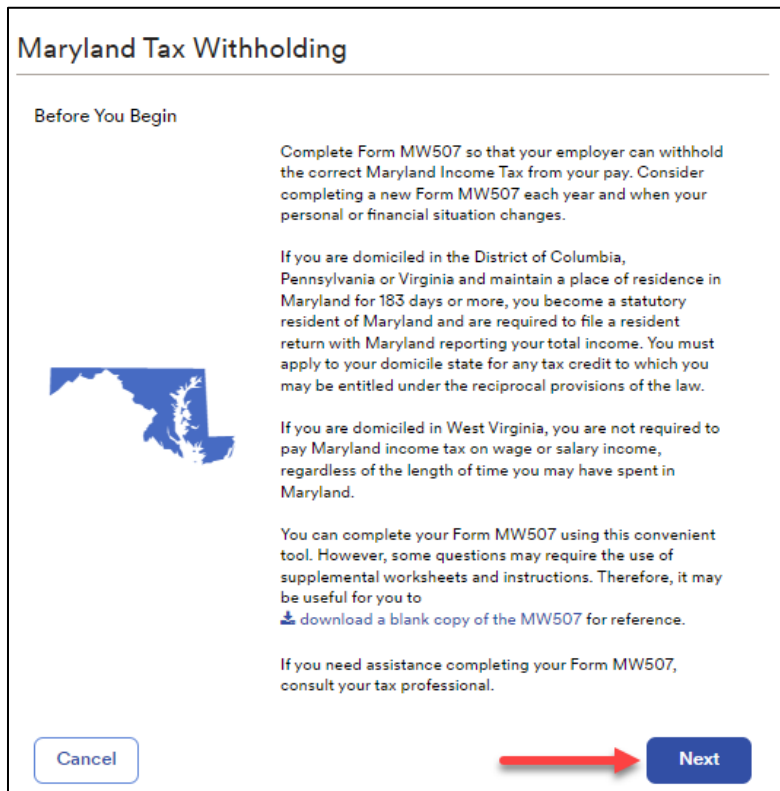 Maryland Tax Withholding
Before You Begin
Complete Form MW507 so that your employer can withhold
the correct Maryland Income Tax from your pay. Consider
completing a new Form MW507 each year and when your
personal or financial situation changes.
If you are domiciled in the District of Columbia,
Pennsylvania or Virginia and maintain a place of residence in
Maryland for 183 days or more, you become a statutory
resident of Maryland and are required to file a resident
return with Maryland reporting your total income. You must
apply to your domicile state for any tax credit to which you
may be entitled under the reciprocal provisions of the law.
If you are domiciled in West Virginia, you are not required to
pay Maryland income tax on wage or salary income,
regardless of the length of time you may have spent in
Maryland.
You can complete your Form MW507 using this convenient
tool. However, some questions may require the use of
supplemental worksheets and instructions. Therefore, it may
be useful for you to
download a blank copy of the MW507 for reference.
If you need assistance completing your Form MW507,
consult your tax professional.
Cancel
Next